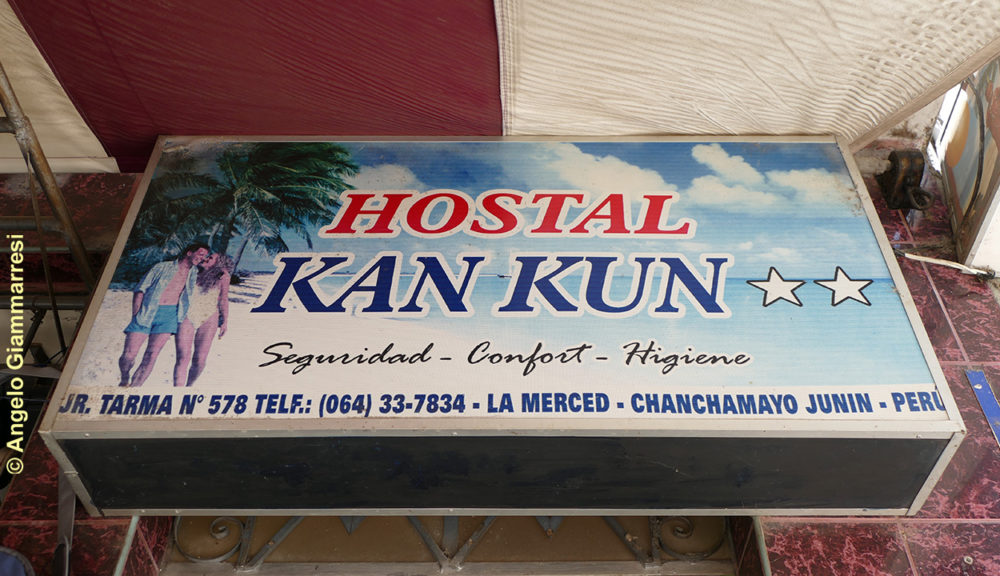 HOSTAL
KAN KUN
Seguridad - Confort - Higiene
JR. TARMA N° 578 TELF.: (064) 33-7834 - LA MERCED - CHANCHAMAYO JUNIN - PERU
© Angelo Giammarresi